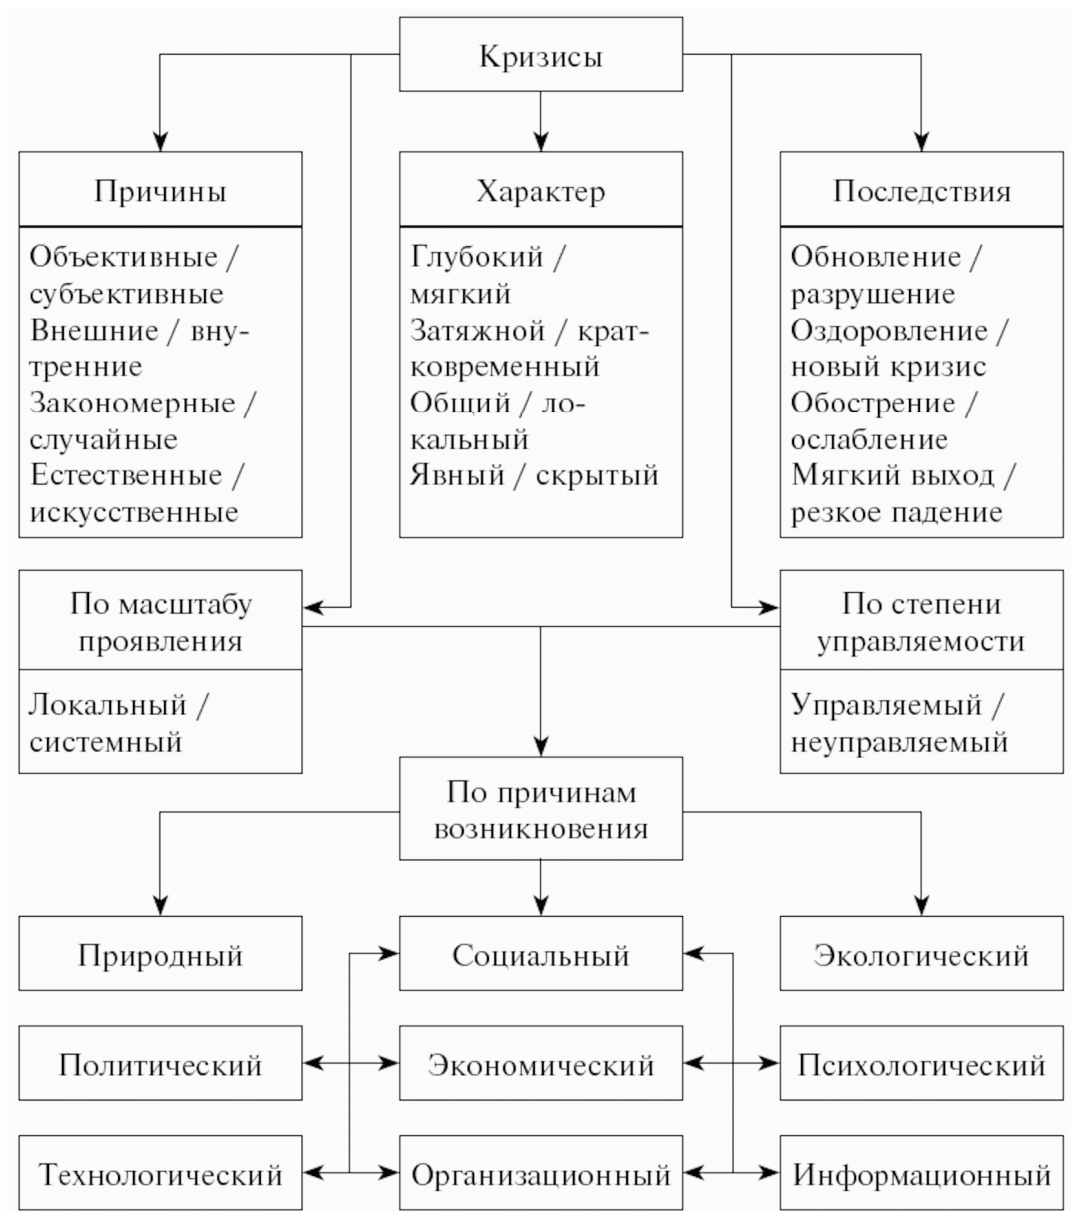 Кризисы
Причины
Объективные /
субъективные
Внешние / вну-
тренние
Закономерные /
случайные
Естественные /
искусственные
Характер
Глубокий /
мягкий
Затяжной / крат-
ковременный
Общий / ло-
кальный
Явный / скрытый
Последствия
Обновление /
разрушение
Оздоровление /
новый кризис
Обострение /
ослабление
Мягкий выход /
резкое падение
По масштабу
проявления
Локальный /
системный
По степени
управляемости
Управляемый /
неуправляемый
По причинам
возникновения
Природный
Социальный
Экологический
Политический
Экономический
Психологический
Технологический
Организационный
Информационный